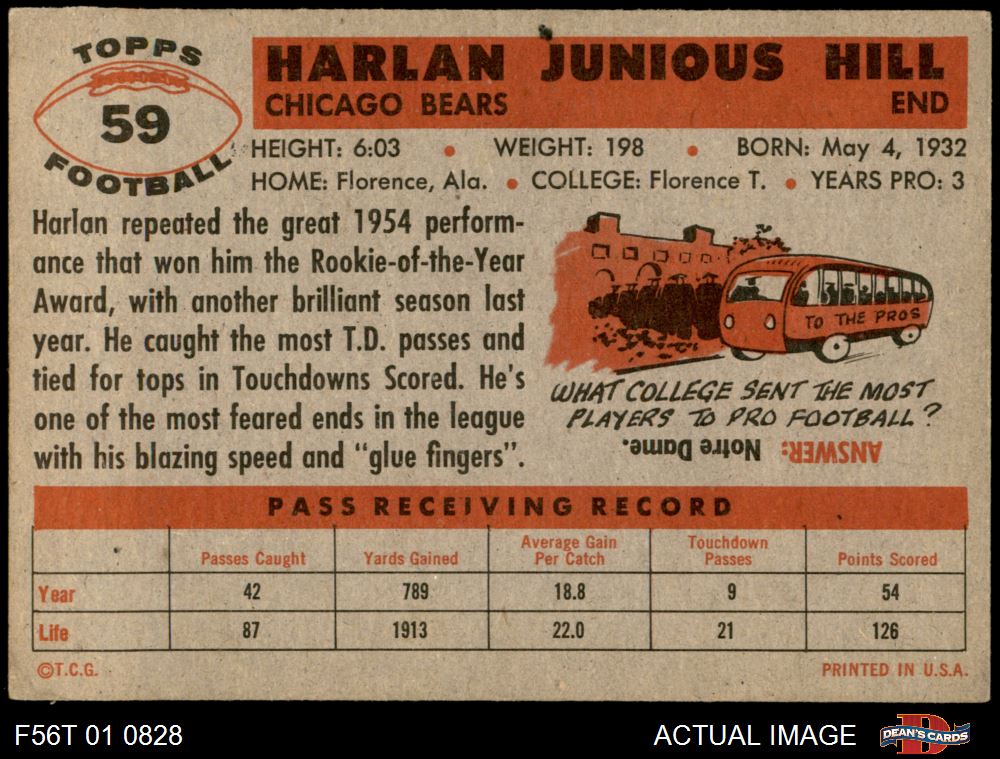 TOPPS
59
FOOTBALL
HARLAN JUNIOUS HILL
CHICAGO BEARS END
HEIGHT: 6:03 • WEIGHT: 198 • BORN: May 4, 1932
HOME: Florence, Ala. • COLLEGE: Florence T. • YEARS PRO: 3
Harlan repeated the great 1954 perform-
ance that won him the Rookie-of-the-Year
Award, with another brilliant season last
year. He caught the most T.D. passes and
tied for tops in Touchdowns Scored. He's
one of the most feared ends in the league
with his blazing speed and "glue fingers".
TO THE PROS
WHAT COLLEGE SENT THE MOST
PLAYERS TO PRO FOOTBALL?
ANSWER: Notre Dame.
PASS RECEIVING RECORD
Passes Caught Yards Gained Average Gain Per Catch Touchdown Passes Points Scored
Year 42 789 18.8 9 54
Life 87 1913 22.0 21 126
©T.C.G. PRINTED IN U.S.A.
F56T 01 0828 ACTUAL IMAGE D DEAN'S CARDS